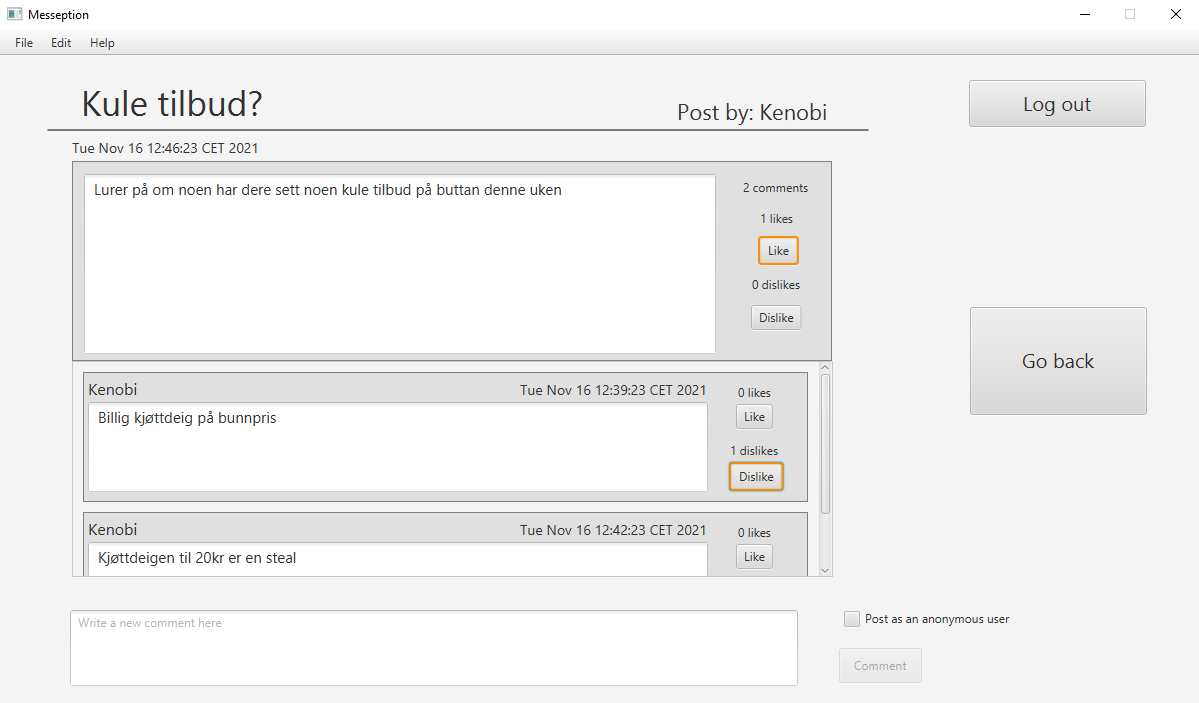 Messeption
File Edit Help
Kule tilbud?
Post by: Kenobi
Log out
Tue Nov 16 12:46:23 CET 2021
Lurer på om noen har dere sett noen kule tilbud på buttan denne uken
2 comments
1 likes
Like
0 dislikes
Dislike
Go back
Kenobi
Tue Nov 16 12:39:23 CET 2021
Billig kjøttdeig på bunnpris
0 likes
Like
1 dislikes
Dislike
Kenobi
Tue Nov 16 12:42:23 CET 2021
Kjøttdeigen til 20kr er en steal
0 likes
Like
Write a new comment here
Post as an anonymous user
Comment